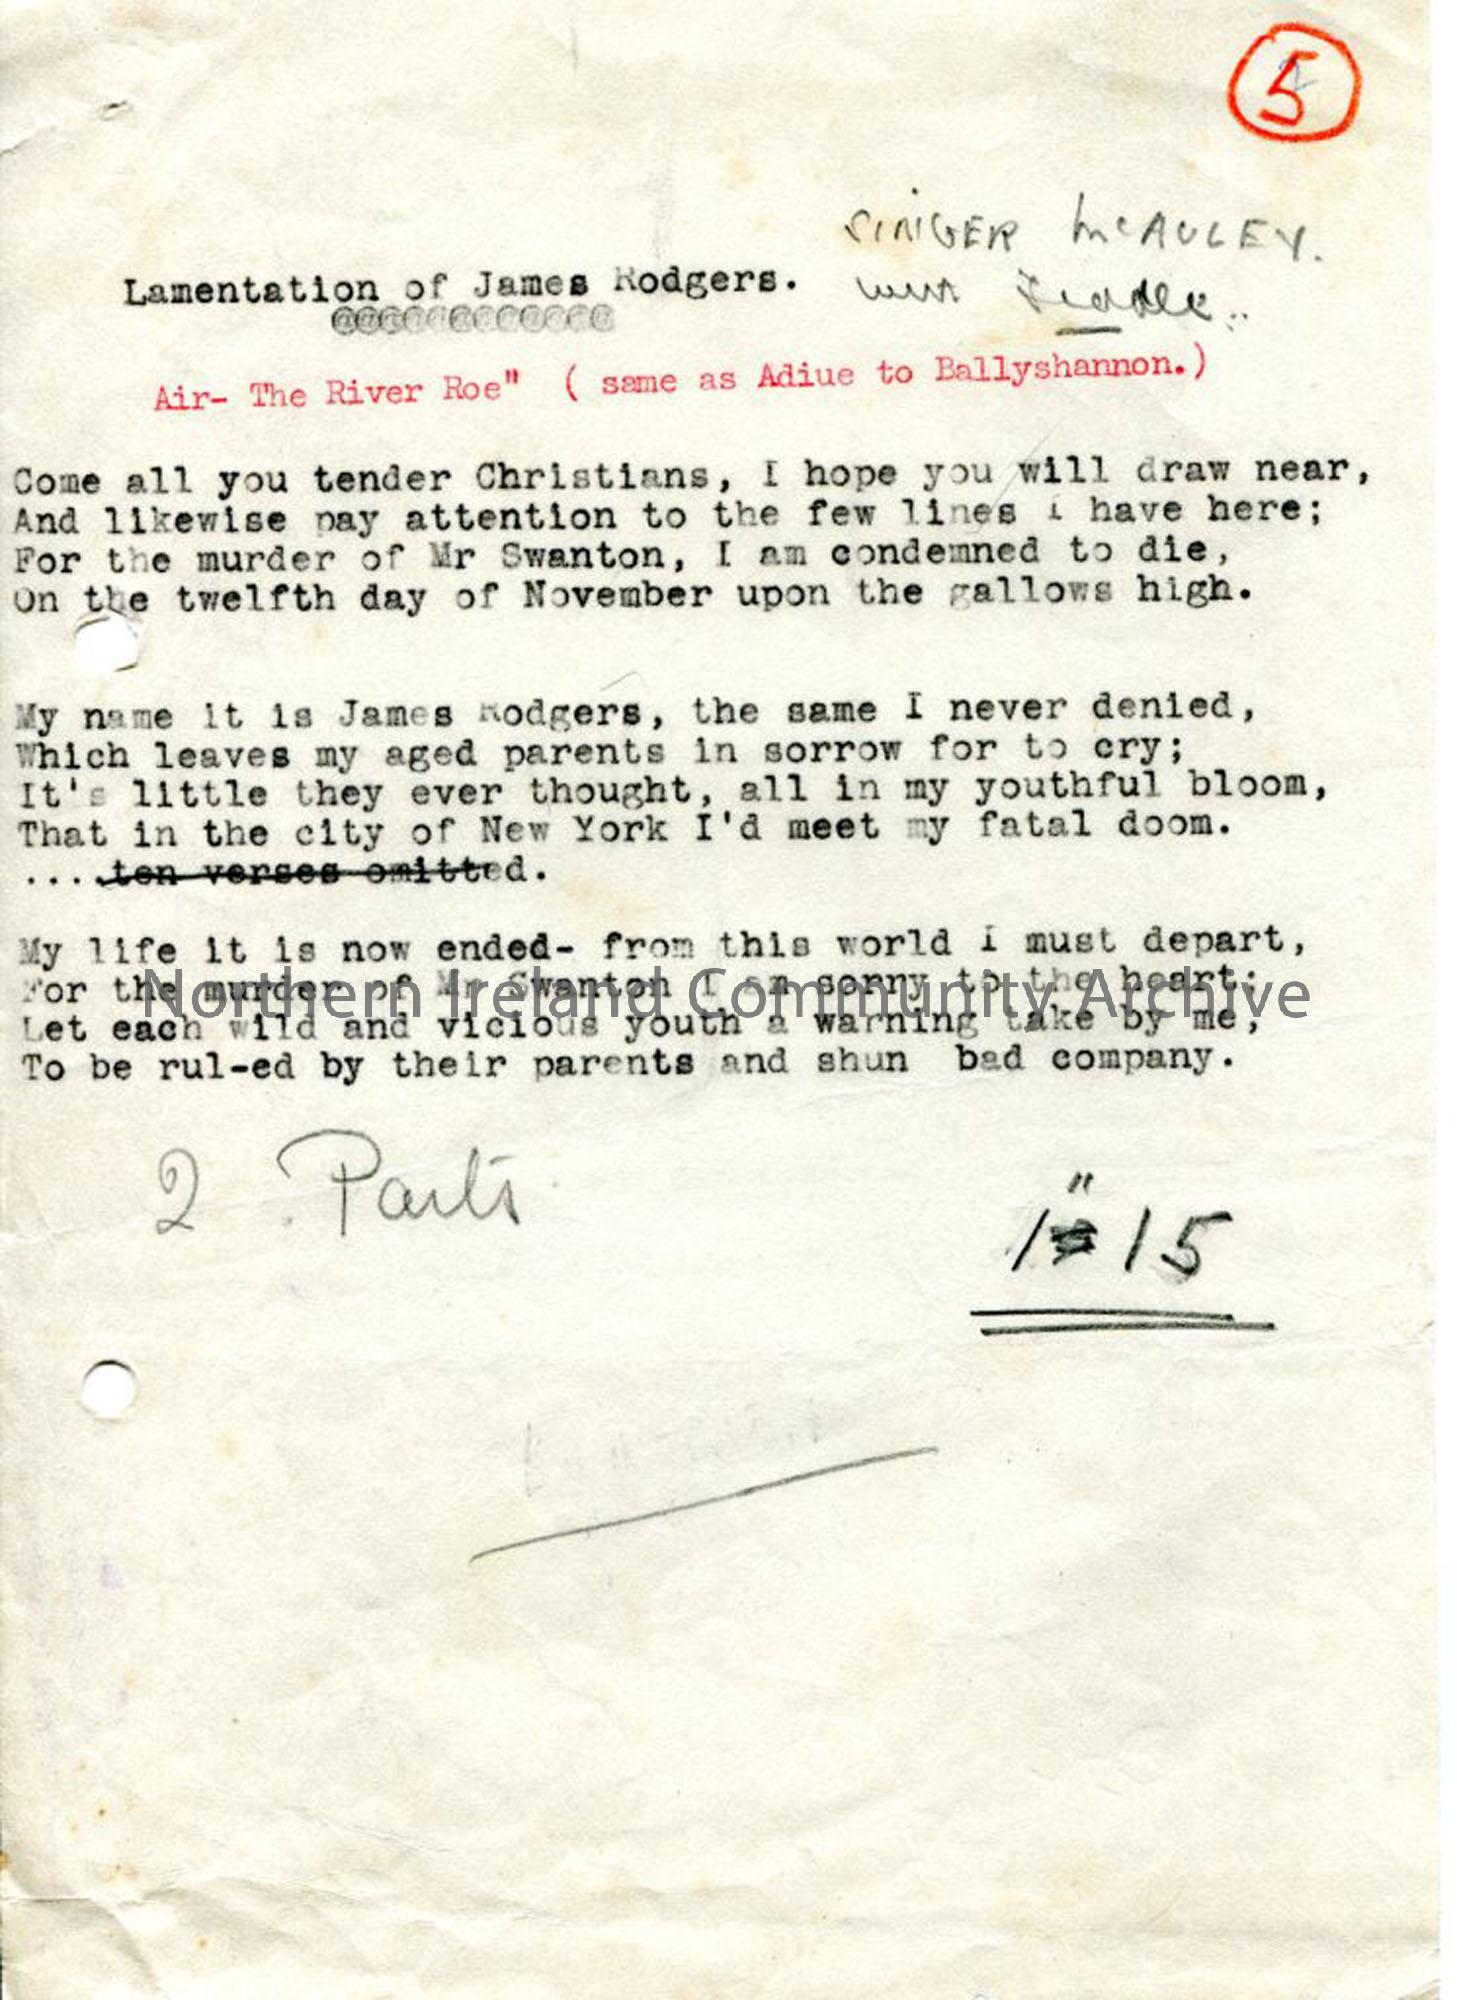 5
SINGER McAULEY.
with Fiddle..
Lamentation of James Rodgers.
@@@@@@@@@@@@
Air- The River Roe" ( same as Adiue to Ballyshannon.)
Come all you tender Christians, I hope you will draw near,
And likewise pay attention to the few lines I have here;
For the murder of Mr Swanton, I am condemned to die,
On the twelfth day of November upon the gallows high.
My name it is James Rodgers, the same I never denied,
Which leaves my aged parents in sorrow for to cry;
It's little they ever thought, all in my youthful bloom,
That in the city of New York I'd meet my fatal doom.
....ten verses omitted.
My life it is now ended- from this world I must depart,
For the murder of Mr Swanton I am sorry to the heart;
Northern Ireland Community Archive
Let each wild and vicious youth a warning take by me,
To be rul-ed by their parents and shun bad company.
2 Parts
1" 15